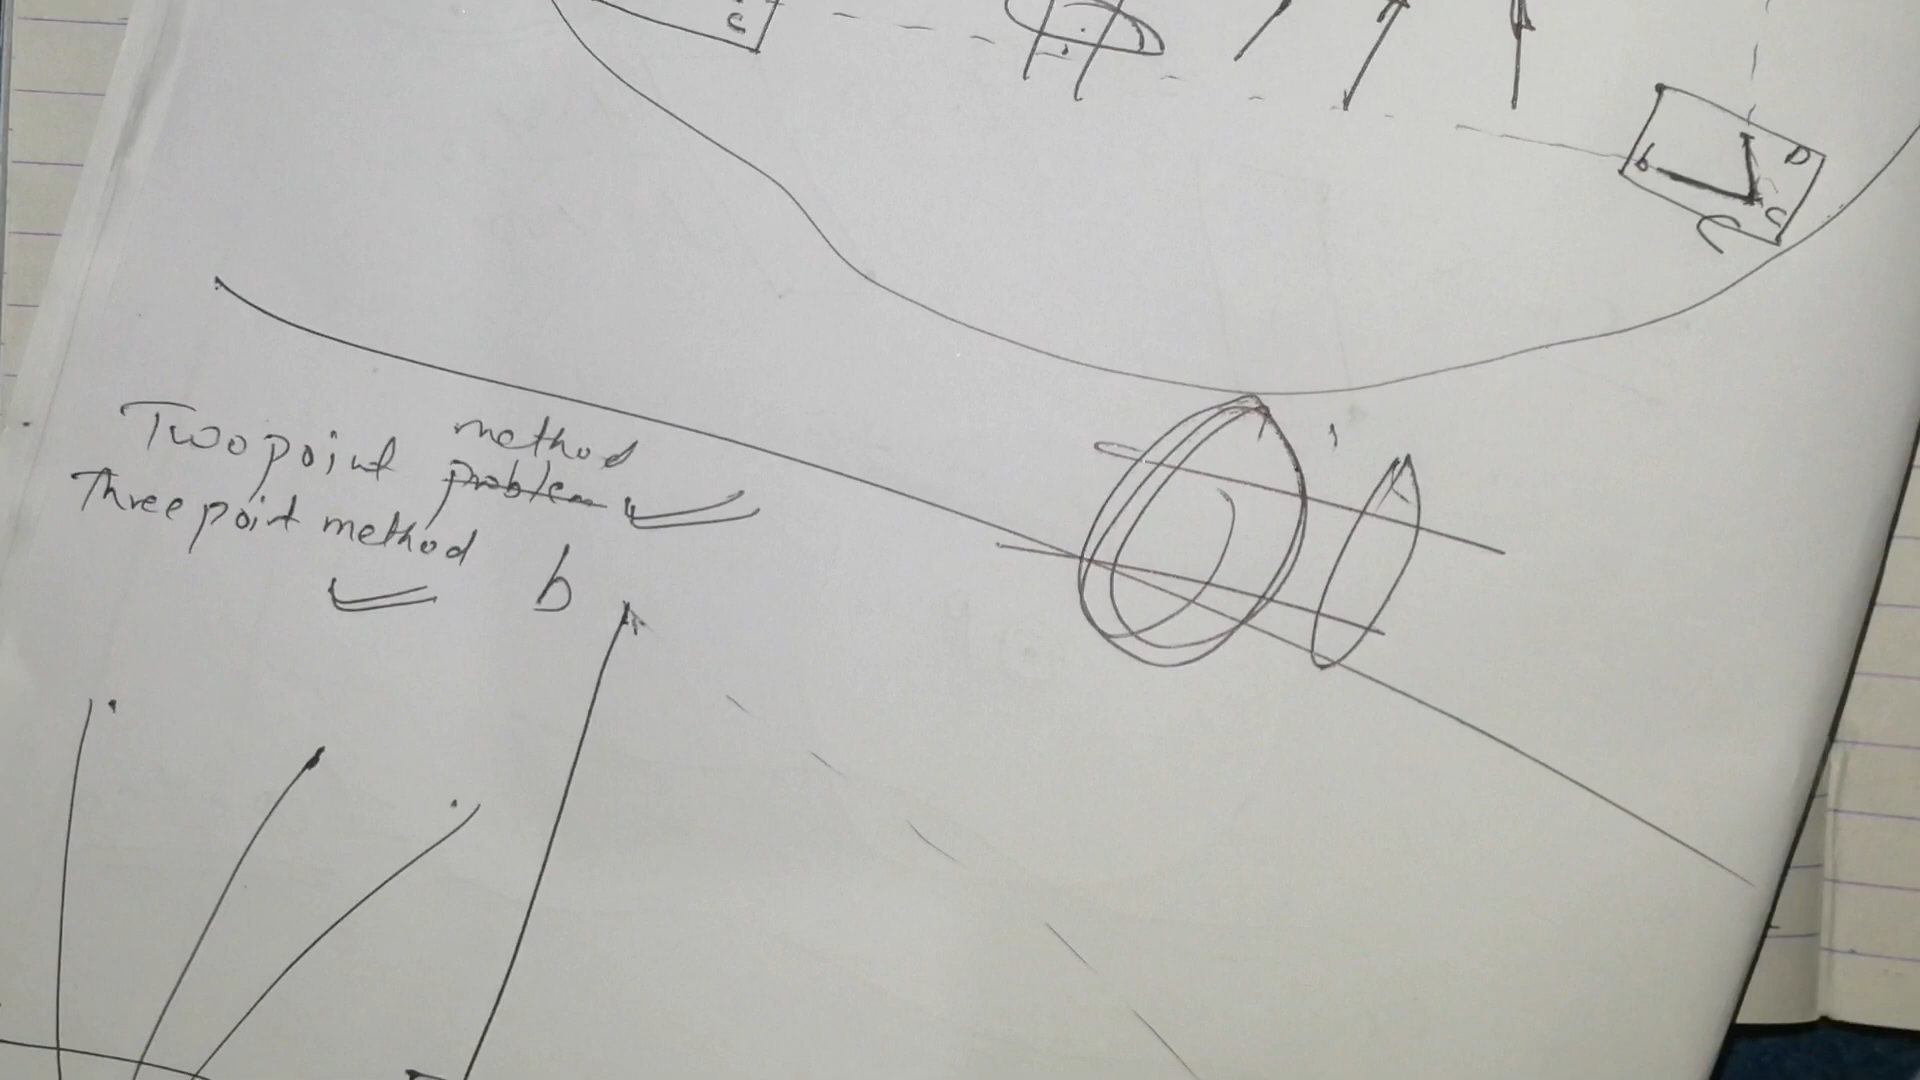 C
b
D
C
Two point method
problem
Three point method
b